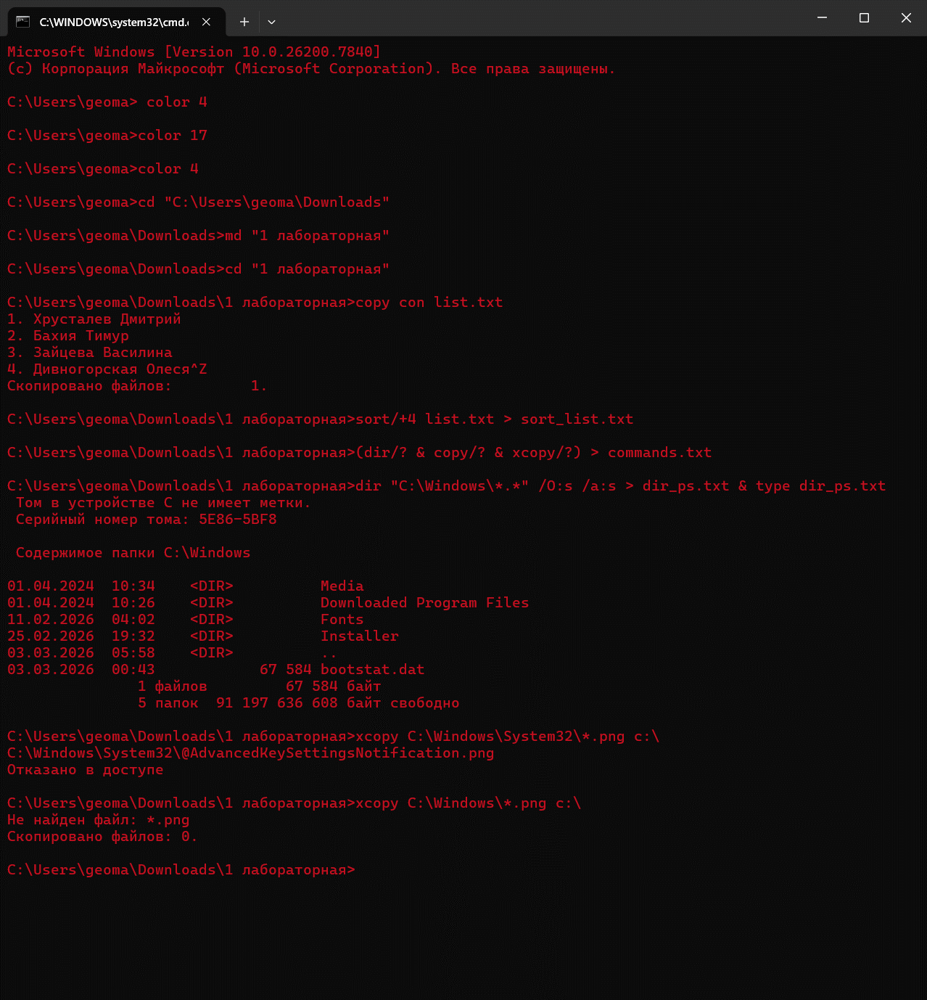 C:\WINDOWS\system32\cmd.e
Microsoft Windows [Version 10.0.26200.7840]
(c) Корпорация Майкрософт (Microsoft Corporation). Все права защищены.
C:\Users\geoma> color 4
C:\Users\geoma>color 17
C:\Users\geoma>color 4
C:\Users\geoma>cd "C:\Users\geoma\Downloads"
C:\Users\geoma\Downloads>md "1 лабораторная"
C:\Users\geoma\Downloads>cd "1 лабораторная"
C:\Users\geoma\Downloads\1 лабораторная>copy con list.txt
1. Хрусталев Дмитрий
2. Бахия Тимур
3. Зайцева Василина
4. Дивногорская Олеся^Z
Скопировано файлов:         1.
C:\Users\geoma\Downloads\1 лабораторная>sort/+4 list.txt > sort_list.txt
C:\Users\geoma\Downloads\1 лабораторная>(dir/? & copy/? & xcopy/?) > commands.txt
C:\Users\geoma\Downloads\1 лабораторная>dir "C:\Windows\*.*" /O:s /a:s > dir_ps.txt & type dir_ps.txt
 Том в устройстве C не имеет метки.
 Серийный номер тома: 5E86-5BF8
 Содержимое папки C:\Windows
01.04.2024  10:34    <DIR>          Media
01.04.2024  10:26    <DIR>          Downloaded Program Files
11.02.2026  04:02    <DIR>          Fonts
25.02.2026  19:32    <DIR>          Installer
03.03.2026  05:58    <DIR>          ..
03.03.2026  00:43            67 584 bootstat.dat
               1 файлов         67 584 байт
               5 папок  91 197 636 608 байт свободно
C:\Users\geoma\Downloads\1 лабораторная>xcopy C:\Windows\System32\*.png c:\
C:\Windows\System32\@AdvancedKeySettingsNotification.png
Отказано в доступе
C:\Users\geoma\Downloads\1 лабораторная>xcopy C:\Windows\*.png c:\
Не найден файл: *.png
Скопировано файлов: 0.
C:\Users\geoma\Downloads\1 лабораторная>